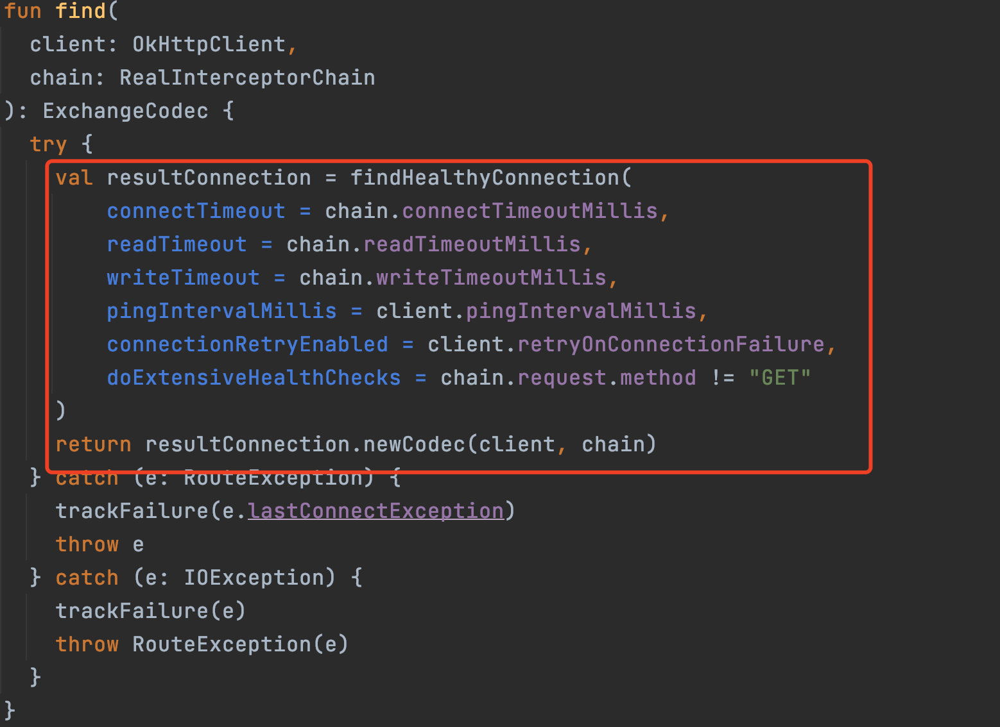 fun find(
  client: OkHttpClient,
  chain: RealInterceptorChain
): ExchangeCodec {
  try {
    val resultConnection = findHealthyConnection(
        connectTimeout = chain.connectTimeoutMillis,
        readTimeout = chain.readTimeoutMillis,
        writeTimeout = chain.writeTimeoutMillis,
        pingIntervalMillis = client.pingIntervalMillis,
        connectionRetryEnabled = client.retryOnConnectionFailure,
        doExtensiveHealthChecks = chain.request.method != "GET"
    )
    return resultConnection.newCodec(client, chain)
  } catch (e: RouteException) {
    trackFailure(e.lastConnectException)
    throw e
  } catch (e: IOException) {
    trackFailure(e)
    throw RouteException(e)
  }
}